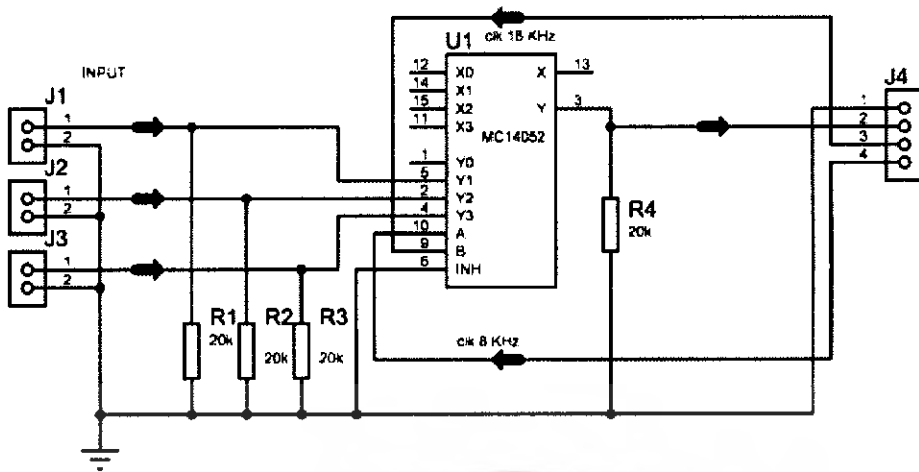 clk 16 KHz
U1
INPUT
J1
1
2
J2
1
2
J3
1
2
12 X0
14 X1
15 X2
11 X3
1 Y0
5 Y1
2 Y2
4 Y3
10 A
9 B
6 INH
X 13
Y 3
MC14052
J4
1
2
3
4
R1
20k
R2
20k
R3
20k
R4
20k
clk 8 KHz